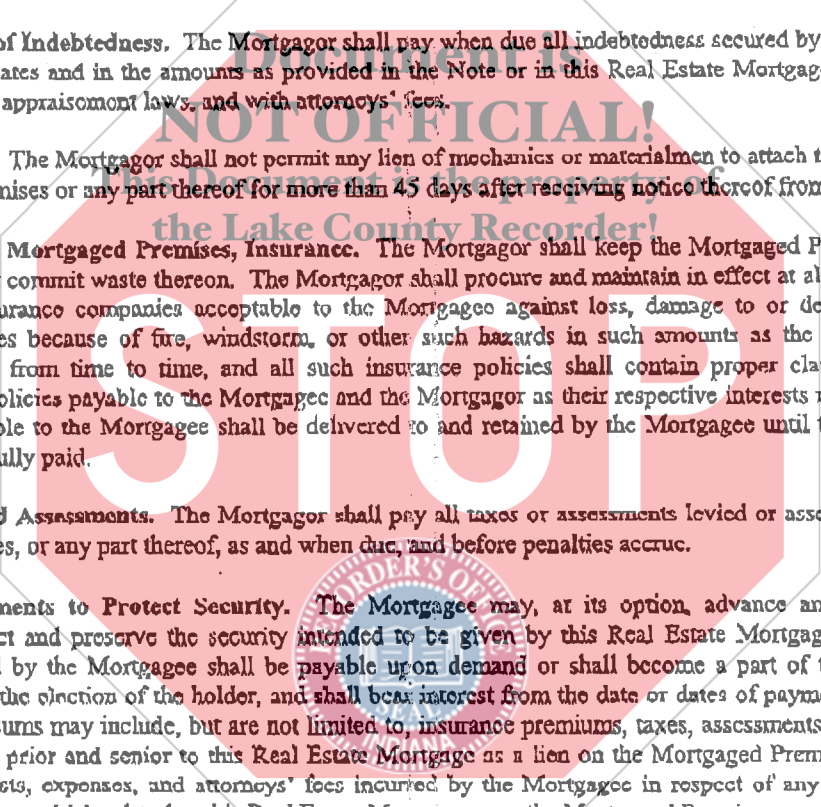 Document is
of Indebtedness. The Mortgagor shall pay when due all indebtedness secured by
ates and in the amounts as provided in the Note or in this Real Estate Mortgag
appraisement laws, and with attorneys' fees.
NOT OFFICIAL!
The Mortgagor shall not permit any lien of mechanics or materialmen to attach t
This Document is the property of
mises or any part thereof for more than 45 days after receiving notice thereof from
the Lake County Recorder!
Mortgaged Premises, Insurance. The Mortgagor shall keep the Mortgaged P
commit waste thereon. The Mortgagor shall procure and maintain in effect at al
urance companies acceptable to the Mortgagee against loss, damage to or de
es because of fire, windstorm, or other such hazards in such amounts as the
from time to time, and all such insurance policies shall contain proper cla
olicies payable to the Mortgagee and the Mortgagor as their respective interests
ble to the Mortgagee shall be delivered to and retained by the Mortgagee until
ully paid.
STOP
d Assessments. The Mortgagor shall pay all taxes or assessments levied or asse
es, or any part thereof, as and when due, and before penalties accrue.
RECORDER'S OFFICE
ments to Protect Security. The Mortgagee may, at its option, advance an
ct and preserve the security intended to be given by this Real Estate Mortgag
d by the Mortgagee shall be payable upon demand or shall become a part of t
the election of the holder, and shall bear interest from the date or dates of payme
SEAL
ums may include, but are not limited to, insurance premiums, taxes, assessments
INDIANA
prior and senior to this Real Estate Mortgage as a lien on the Mortgaged Prem
sts, expenses, and attorneys' fees incurred by the Mortgagee in respect of any